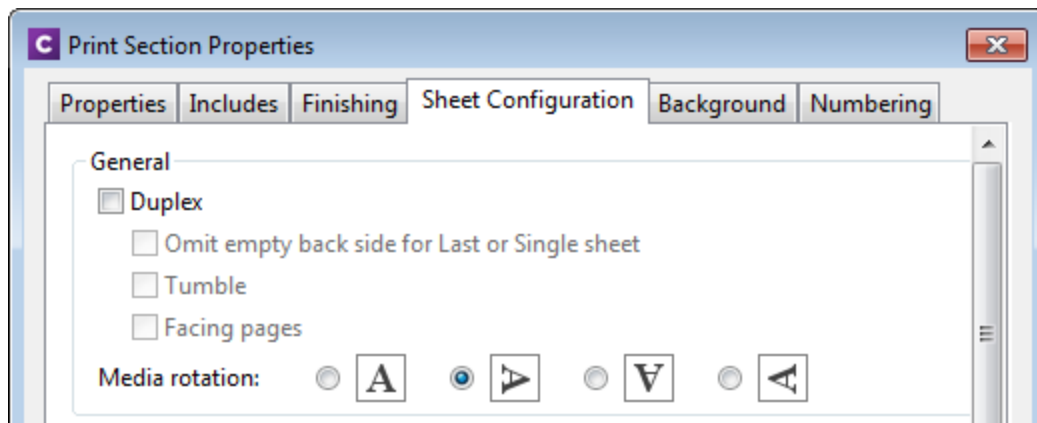 C Print Section Properties
Properties Includes Finishing Sheet Configuration Background Numbering
General
Duplex
Omit empty back side for Last or Single sheet
Tumble
Facing pages
Media rotation: A A A A